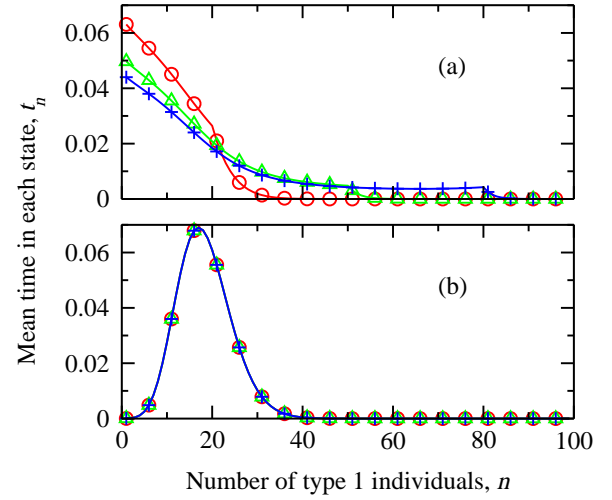 0.06
(a)
0.04
0.02
0
0.06
(b)
0.04
0.02
0
0 20 40 60 80 100
Mean time in each state, tₙ
Number of type 1 individuals, n